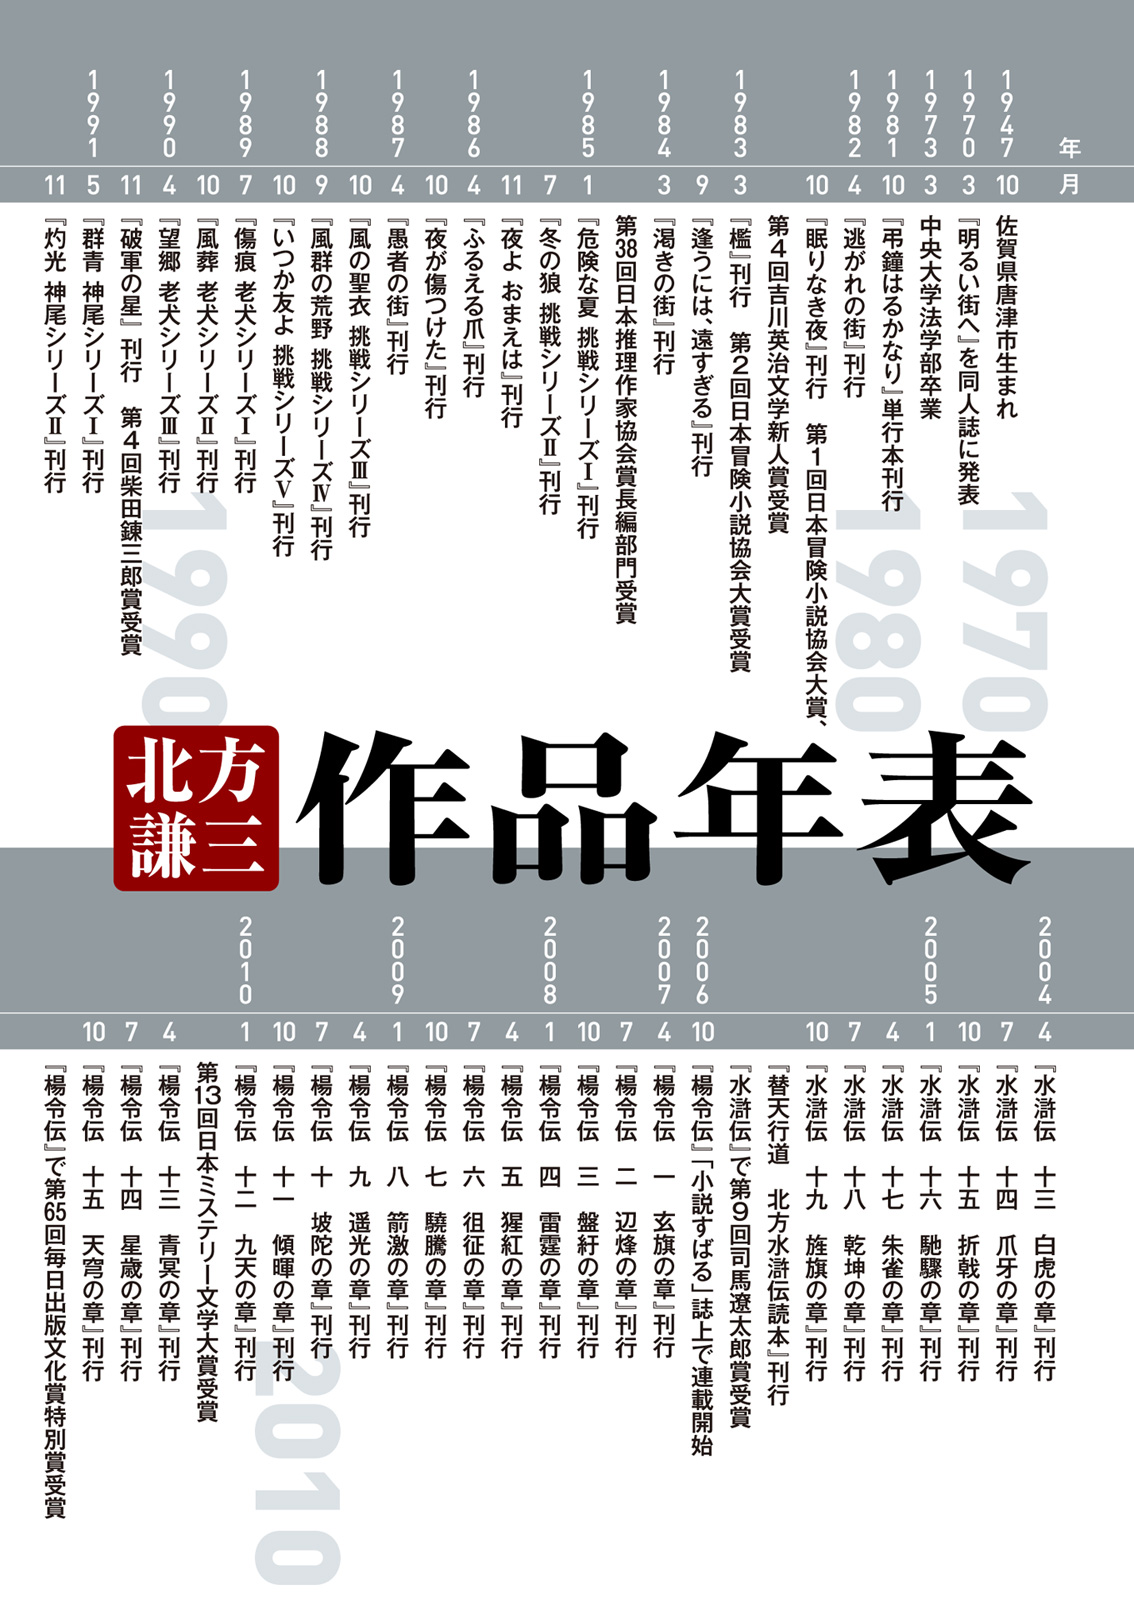 年
月
1947
10
佐賀県唐津市生まれ
1970
3
『明るい街へ』を同人誌に発表
1973
3
中央大学法学部卒業
1981
10
『弔鐘はるかなり』単行本刊行
1982
4
『逃がれの街』刊行
10
『眠りなき夜』刊行 第1回日本冒険小説協会大賞、
第4回吉川英治文学新人賞受賞
1983
3
『檻』刊行 第2回日本冒険小説協会大賞受賞
9
『逢うには、遠すぎる』刊行
1984
3
『渇きの街』刊行
第38回日本推理作家協会賞長編部門受賞
1985
1
『危険な夏 挑戦シリーズⅠ』刊行
7
『冬の狼 挑戦シリーズⅡ』刊行
11
『夜よ おまえは』刊行
1986
4
『ふるえる爪』刊行
10
『夜が傷つけた』刊行
1987
4
『愚者の街』刊行
10
『風の聖衣 挑戦シリーズⅢ』刊行
1988
9
『風群の荒野 挑戦シリーズⅣ』刊行
10
『いつか友よ 挑戦シリーズⅤ』刊行
1989
7
『傷痕 老犬シリーズⅠ』刊行
10
『風葬 老犬シリーズⅡ』刊行
1990
4
『望郷 老犬シリーズⅢ』刊行
11
『破軍の星』刊行 第4回柴田錬三郎賞受賞
1991
5
『群青 神尾シリーズⅠ』刊行
11
『灼光 神尾シリーズⅡ』刊行
1970
1980
1990
北方
謙三
作品年表
2004
4
『水滸伝 十三 白虎の章』刊行
7
『水滸伝 十四 爪牙の章』刊行
10
『水滸伝 十五 折戟の章』刊行
2005
1
『水滸伝 十六 馳驟の章』刊行
4
『水滸伝 十七 朱雀の章』刊行
7
『水滸伝 十八 乾坤の章』刊行
10
『水滸伝 十九 旌旗の章』刊行
『替天行道 北方水滸伝読本』刊行
『水滸伝』で第9回司馬遼太郎賞受賞
2006
10
『楊令伝』「小説すばる」誌上で連載開始
2007
4
『楊令伝 一 玄旗の章』刊行
7
『楊令伝 二 辺烽の章』刊行
10
『楊令伝 三 盤紆の章』刊行
2008
1
『楊令伝 四 雷霆の章』刊行
4
『楊令伝 五 猩紅の章』刊行
7
『楊令伝 六 徂征の章』刊行
10
『楊令伝 七 驍騰の章』刊行
2009
1
『楊令伝 八 箭激の章』刊行
4
『楊令伝 九 遥光の章』刊行
7
『楊令伝 十 坡陀の章』刊行
10
『楊令伝 十一 傾暉の章』刊行
2010
1
『楊令伝 十二 九天の章』刊行
第13回日本ミステリー文学大賞受賞
4
『楊令伝 十三 青冥の章』刊行
7
『楊令伝 十四 星歳の章』刊行
10
『楊令伝 十五 天穹の章』刊行
『楊令伝』で第65回毎日出版文化賞特別賞受賞
2010